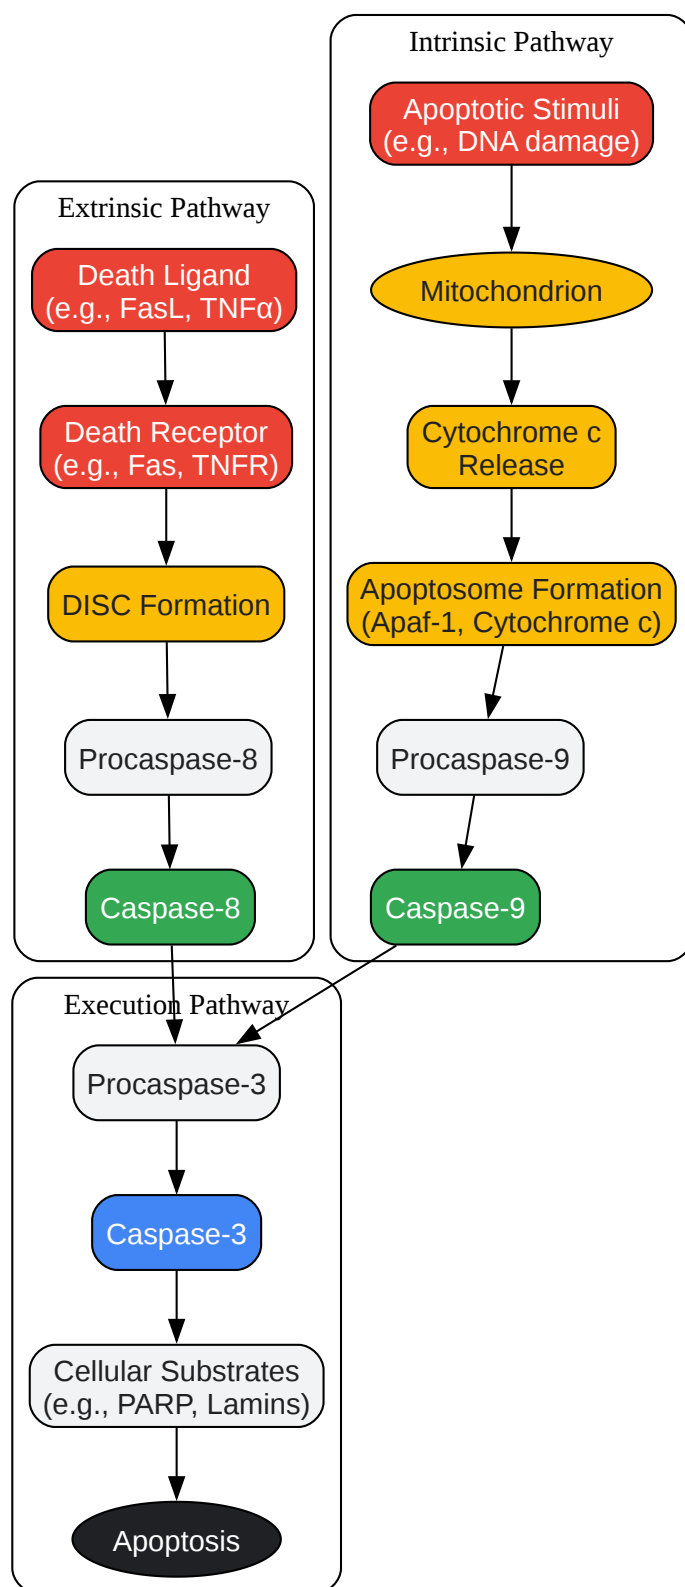 Extrinsic Pathway
Death Ligand
(e.g., FasL, TNFα)
Death Receptor
(e.g., Fas, TNFR)
DISC Formation
Procaspase-8
Caspase-8
Intrinsic Pathway
Apoptotic Stimuli
(e.g., DNA damage)
Mitochondrion
Cytochrome c
Release
Apoptosome Formation
(Apaf-1, Cytochrome c)
Procaspase-9
Caspase-9
Execution Pathway
Procaspase-3
Caspase-3
Cellular Substrates
(e.g., PARP, Lamins)
Apoptosis